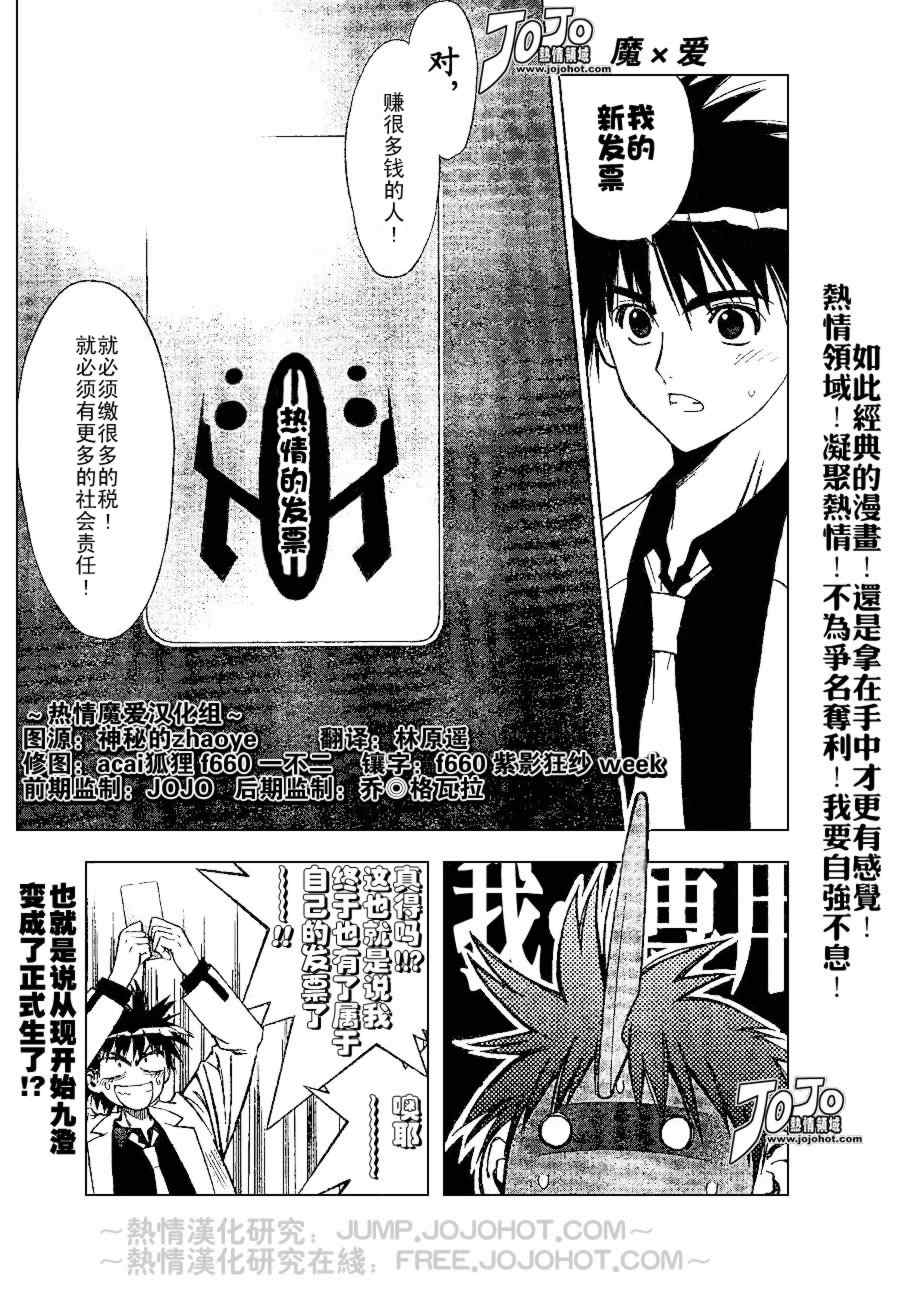 JOJO
熱情領域
www.jojohot.com
魔×爱
我的
新发票
对，
赚很多钱的人！
就必须缴很多的税！
就必须有更多的社会责任！
热情的发票
如此經典的漫畫！還是拿在手中才更有感覺！
熱情領域！凝聚熱情！不為爭名奪利！我要自強不息！
～热情魔爱汉化组～
图源：神秘的zhaoye 翻译：林原遥
修图：acai狐狸 f660 一不二 镶字：f660 紫影狂纱 week
前期监制：JOJO 后期监制：乔◎格瓦拉
JOJO
熱情領域
www.jojohot.com
真得吗!?
这也就是说我
终于也有了属于
自己的发票了
～～～～!!
噢耶
也就是说从现开始九澄
变成了正式生了!?
～熱情漢化研究：JUMP.JOJOHOT.COM～
～熱情漢化研究在綫：FREE.JOJOHOT.COM～